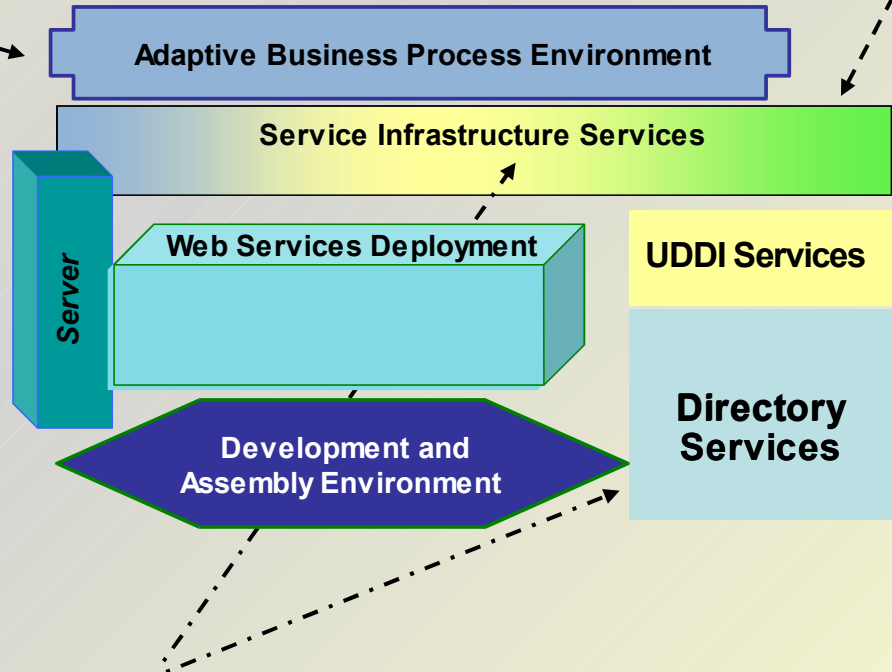 Adaptive Business Process Environment
Service Infrastructure Services
Web Services Deployment
UDDI Services
Server
Directory
Services
Development and
Assembly Environment